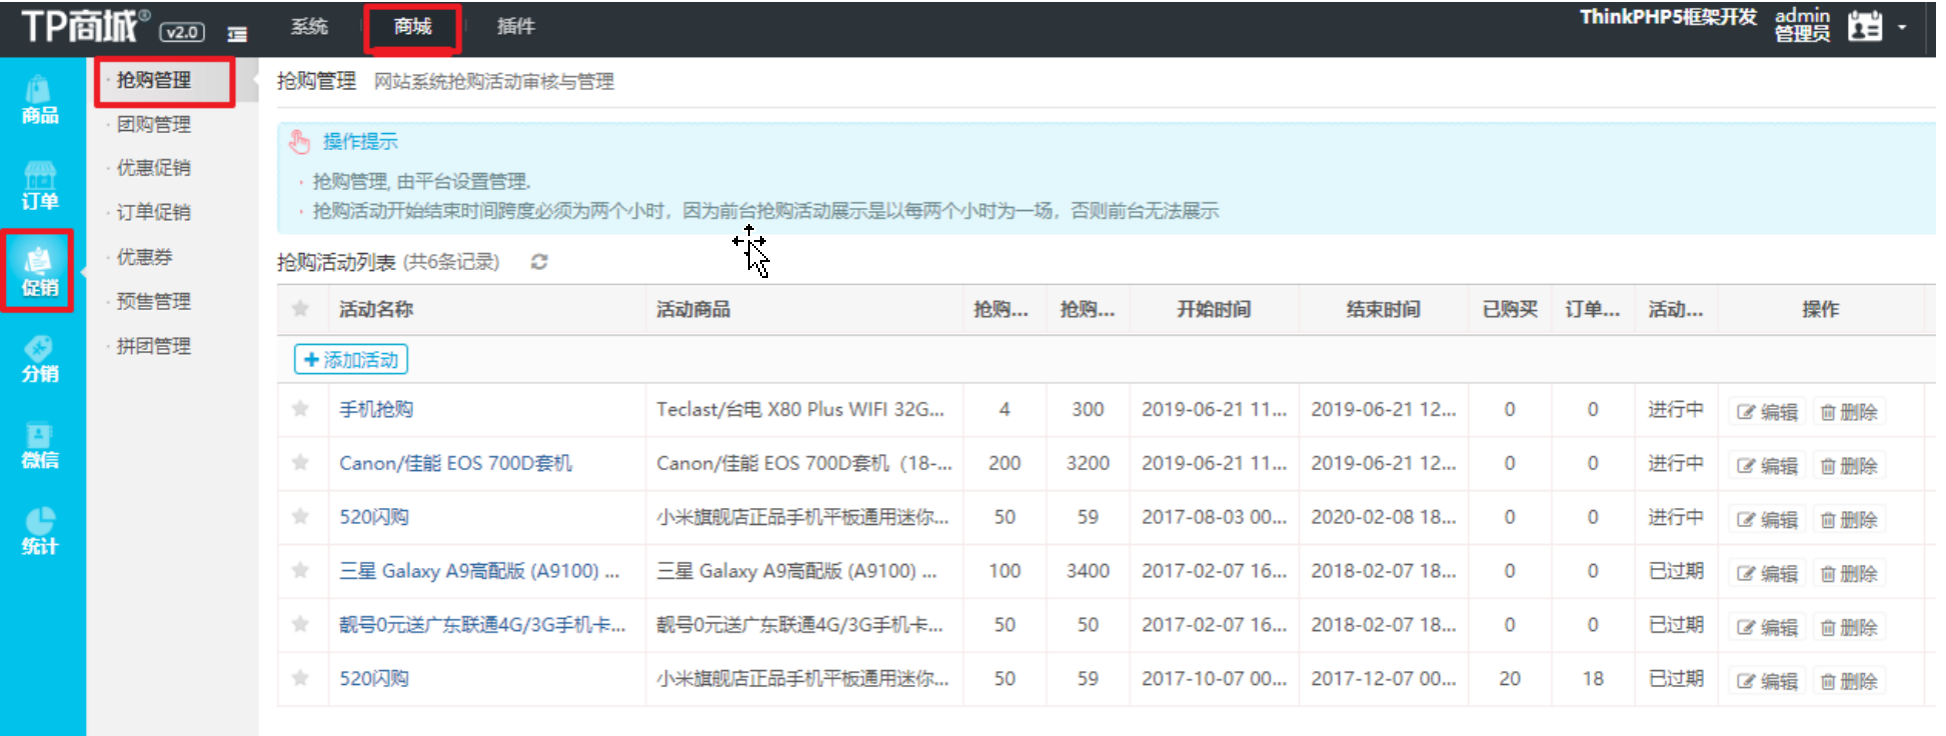 TP商城® v2.0 系统 商城 插件 ThinkPHP5框架开发 admin
管理员
商品
订单
促销
分销
微信
统计
抢购管理
团购管理
优惠促销
订单促销
优惠券
预售管理
拼团管理
抢购管理 网站系统抢购活动审核与管理
操作提示
抢购管理, 由平台设置管理.
抢购活动开始结束时间跨度必须为两个小时，因为前台抢购活动展示是以每两个小时为一场，否则前台无法展示
抢购活动列表 (共6条记录)
活动名称 活动商品 抢购... 抢购... 开始时间 结束时间 已购买 订单... 活动... 操作
添加活动
手机抢购 Teclast/台电 X80 Plus WIFI 32G... 4 300 2019-06-21 11... 2019-06-21 12... 0 0 进行中 编辑 删除
Canon/佳能 EOS 700D套机 Canon/佳能 EOS 700D套机（18-... 200 3200 2019-06-21 11... 2019-06-21 12... 0 0 进行中 编辑 删除
520闪购 小米旗舰店正品手机平板通用迷你... 50 59 2017-08-03 00... 2020-02-08 18... 0 0 进行中 编辑 删除
三星 Galaxy A9高配版 (A9100) ... 三星 Galaxy A9高配版 (A9100) ... 100 3400 2017-02-07 16... 2018-02-07 18... 0 0 已过期 编辑 删除
靓号0元送广东联通4G/3G手机卡... 靓号0元送广东联通4G/3G手机卡... 50 50 2017-02-07 16... 2018-02-07 18... 0 0 已过期 编辑 删除
520闪购 小米旗舰店正品手机平板通用迷你... 50 59 2017-10-07 00... 2017-12-07 00... 20 18 已过期 编辑 删除